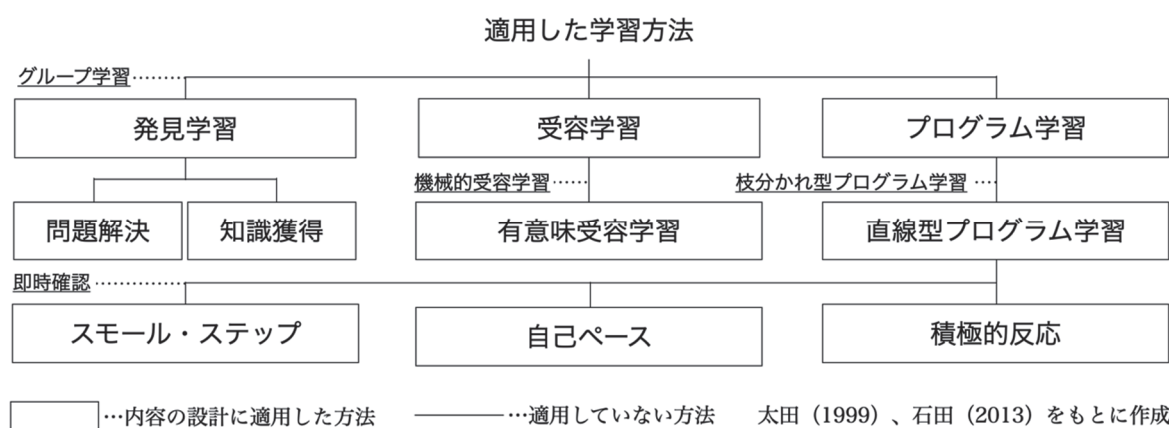 適用した学習方法
グループ学習
発見学習 受容学習 プログラム学習
機械的受容学習 枝分かれ型プログラム学習
問題解決 知識獲得 有意味受容学習 直線型プログラム学習
即時確認
スモール・ステップ 自己ペース 積極的反応
…内容の設計に適用した方法 …適用していない方法 太田（1999）、石田（2013）をもとに作成